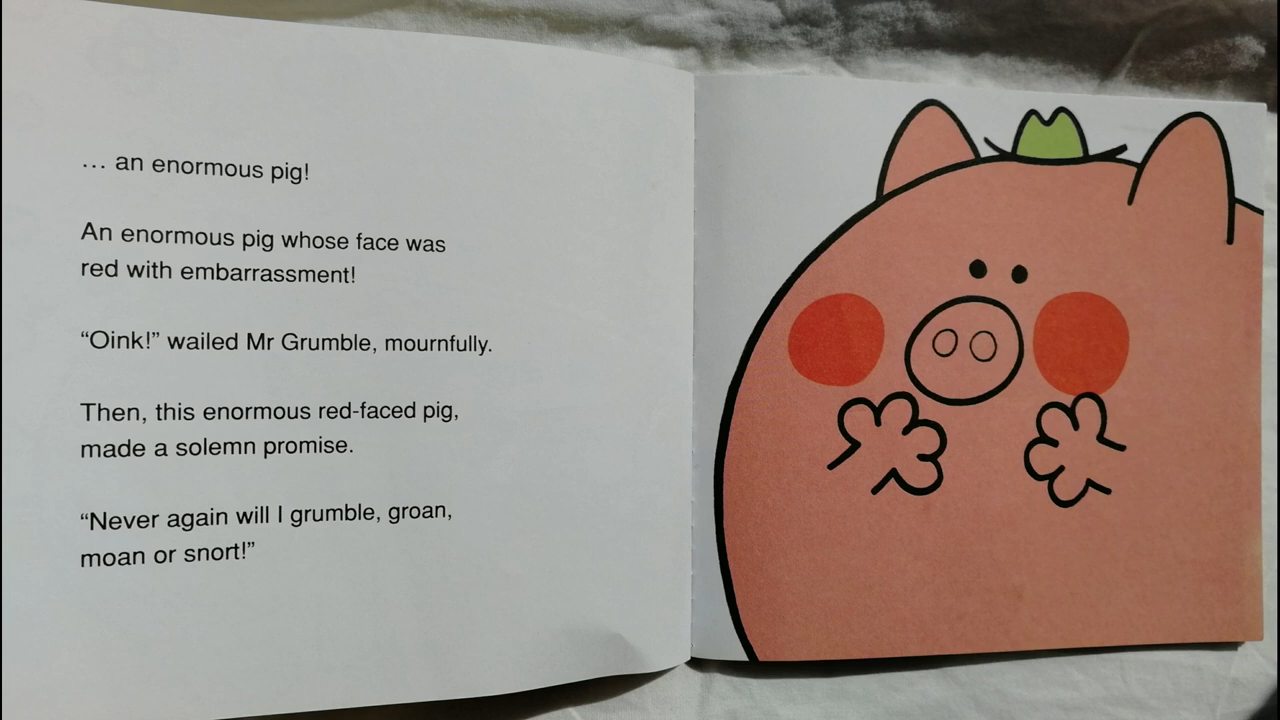 … an enormous pig!
An enormous pig whose face was
red with embarrassment!
“Oink!” wailed Mr Grumble, mournfully.
Then, this enormous red-faced pig,
made a solemn promise.
“Never again will I grumble, groan,
moan or snort!”